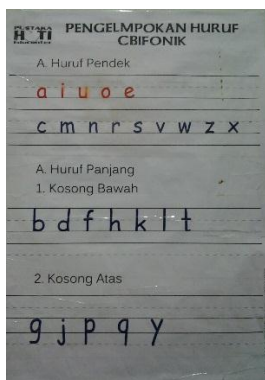 PUSTAKA
HATI
PENGELMPOKAN HURUF
CBIFONIK
A. Huruf Pendek
a i u o e
c m n r s v w z x
A. Huruf Panjang
1. Kosong Bawah
b d f h k l t
2. Kosong Atas
g j p q y